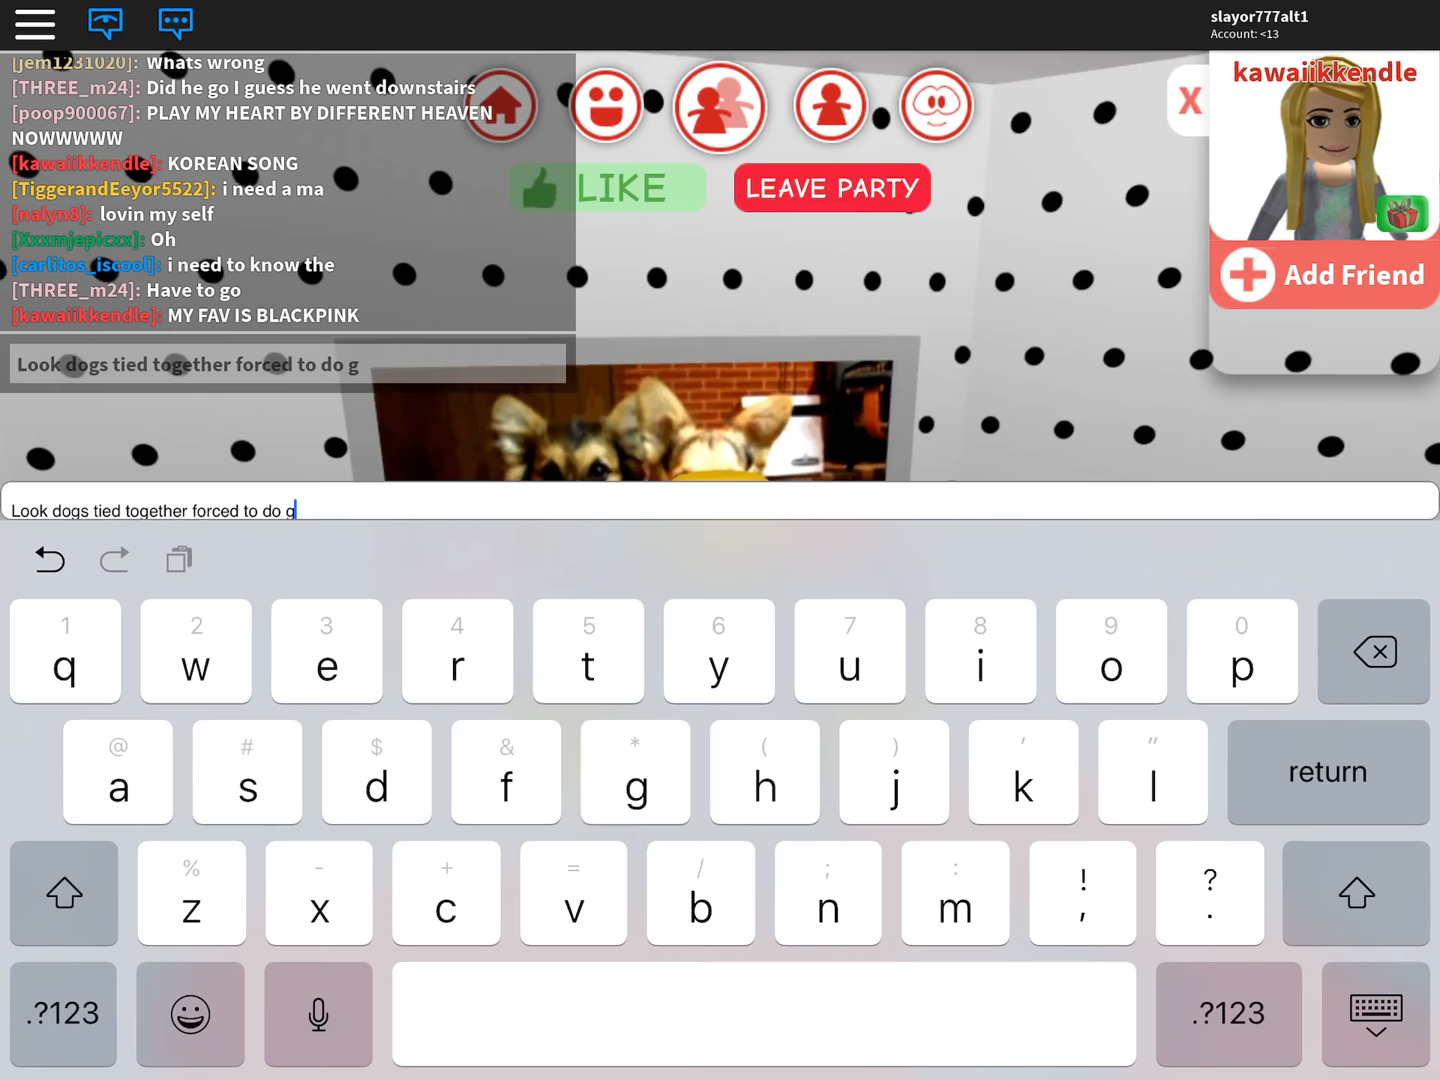 slayor777alt1
Account: <13
[jem1231020]: Whats wrong
[THREE_m24]: Did he go I guess he went downstairs
[poop900067]: PLAY MY HEART BY DIFFERENT HEAVEN
NOWWWWW
[kawaiikkendle]: KOREAN SONG
[TiggerandEeyor5522]: i need a ma
[nalyn8]: lovin my self
[Xxxmjepicxx]: Oh
[carlitos_iscool]: i need to know the
[THREE_m24]: Have to go
[kawaiikkendle]: MY FAV IS BLACKPINK
Look dogs tied together forced to do g
LIKE
LEAVE PARTY
X
kawaiikkendle
Add Friend
Look dogs tied together forced to do g
1 2 3 4 5 6 7 8 9 0
q w e r t y u i o p
@ # $ & * ( ) ' "
a s d f g h j k l return
% - + = / ; : ! ?
z x c v b n m , .
.?123 .?123